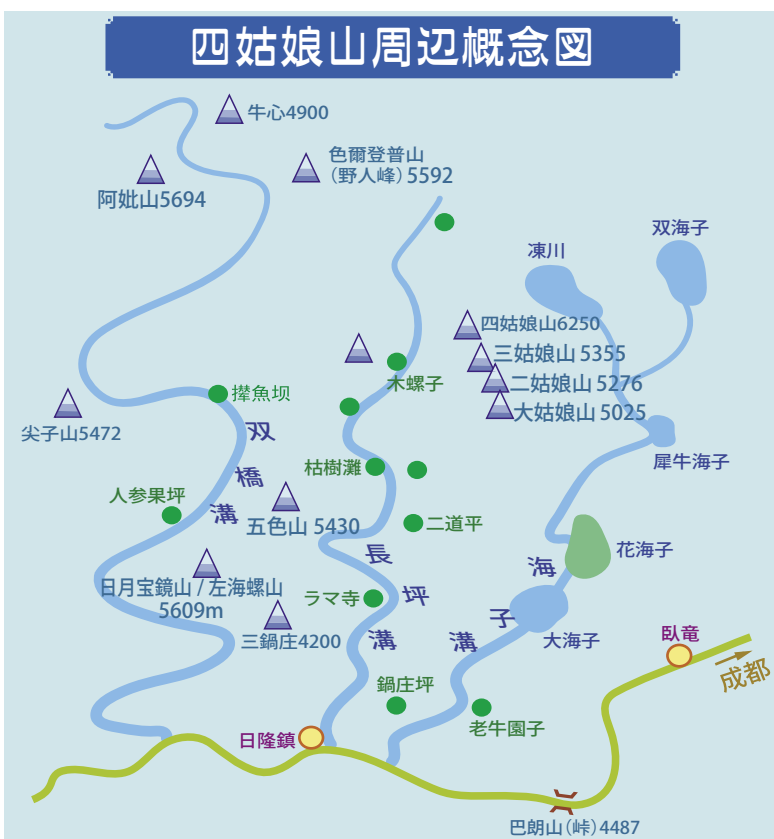 四姑娘山周辺概念図
牛心4900
色爾登普山
(野人峰)5592
阿妣山5694
双海子
凍川
四姑娘山6250
三姑娘山 5355
二姑娘山 5276
大姑娘山 5025
木螺子
撵魚坝
尖子山5472
双橋溝
枯樹灘
犀牛海子
人参果坪
五色山 5430
二道平
花海子
長坪溝
海子溝
日月宝鏡山 / 左海螺山
5609m
ラマ寺
三鍋庄4200
大海子
臥竜
成都
鍋庄坪
老牛園子
日隆鎮
巴朗山(峠)4487